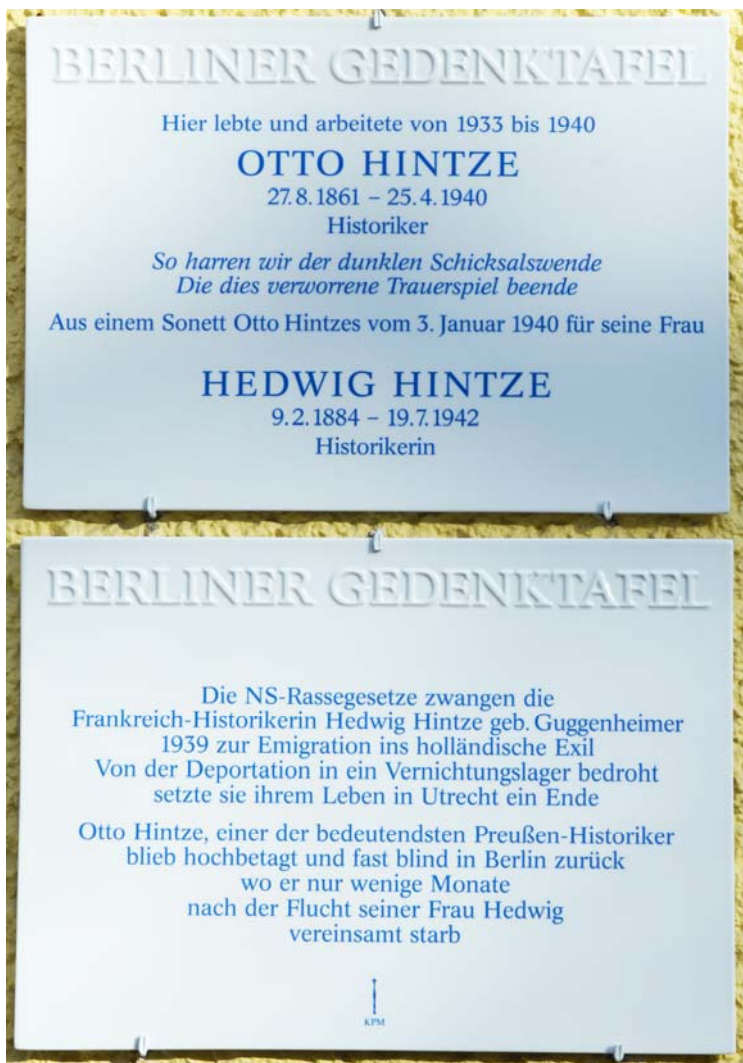 BERLINER GEDENKTAFEL
Hier lebte und arbeitete von 1933 bis 1940
OTTO HINTZE
27.8.1861 – 25.4.1940
Historiker
So harren wir der dunklen Schicksalswende
Die dies verworrene Trauerspiel beende
Aus einem Sonett Otto Hintzes vom 3. Januar 1940 für seine Frau
HEDWIG HINTZE
9.2.1884 – 19.7.1942
Historikerin
BERLINER GEDENKTAFEL
Die NS-Rassegesetze zwangen die
Frankreich-Historikerin Hedwig Hintze geb. Guggenheimer
1939 zur Emigration ins holländische Exil
Von der Deportation in ein Vernichtungslager bedroht
setzte sie ihrem Leben in Utrecht ein Ende
Otto Hintze, einer der bedeutendsten Preußen-Historiker
blieb hochbetagt und fast blind in Berlin zurück
wo er nur wenige Monate
nach der Flucht seiner Frau Hedwig
vereinsamt starb
KPM